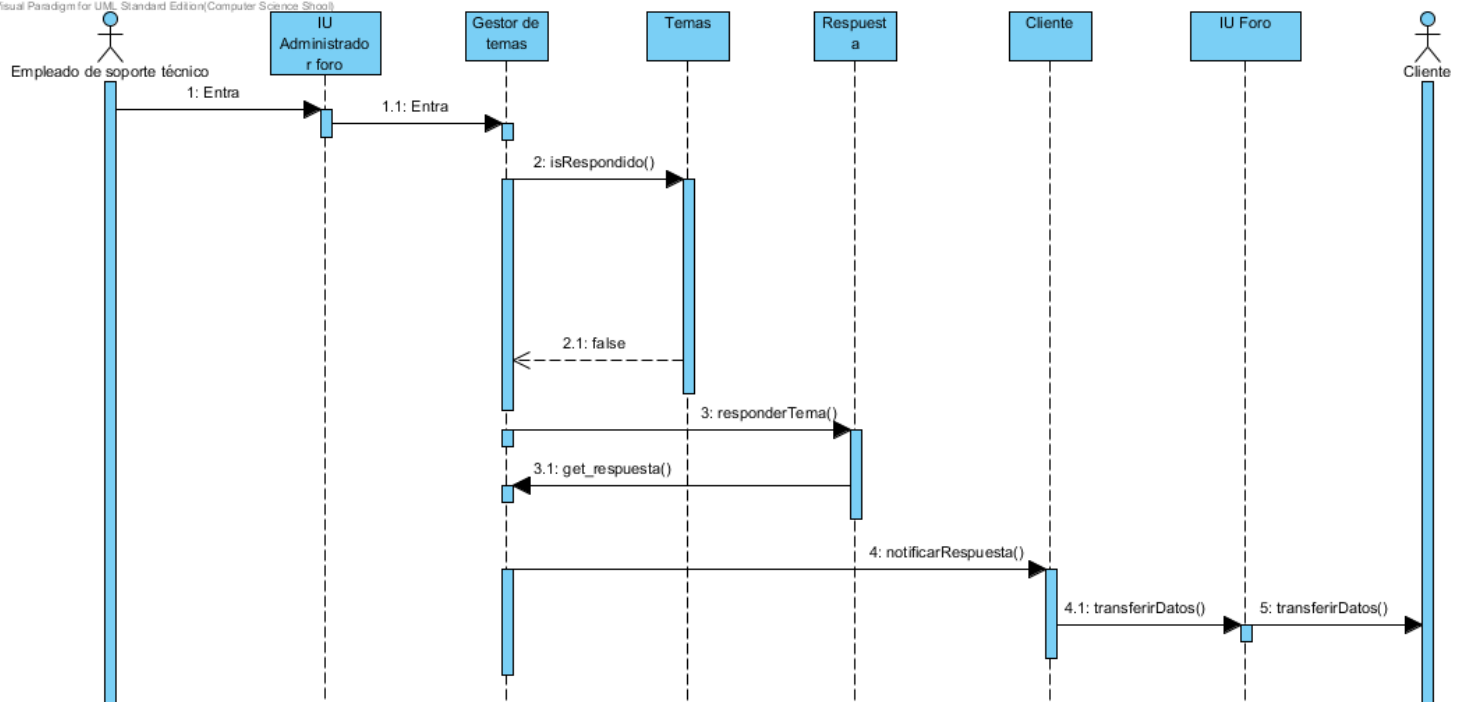 Visual Paradigm for UML Standard Edition(Computer Science Shool)
IU
Administrado
r foro
Gestor de
temas
Temas
Respuest
a
Cliente
IU Foro
Empleado de soporte técnico
Cliente
1: Entra
1.1: Entra
2: isRespondido()
2.1: false
3: responderTema()
3.1: get_respuesta()
4: notificarRespuesta()
4.1: transferirDatos()
5: transferirDatos()